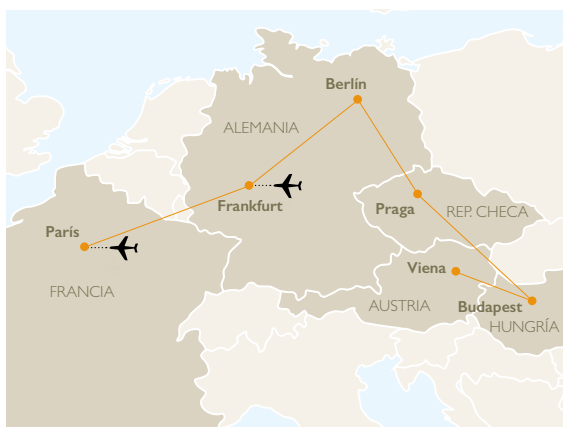 Berlín
ALEMANIA
Frankfurt
Praga
REP. CHECA
París
Viena
FRANCIA
AUSTRIA
Budapest
HUNGRÍA